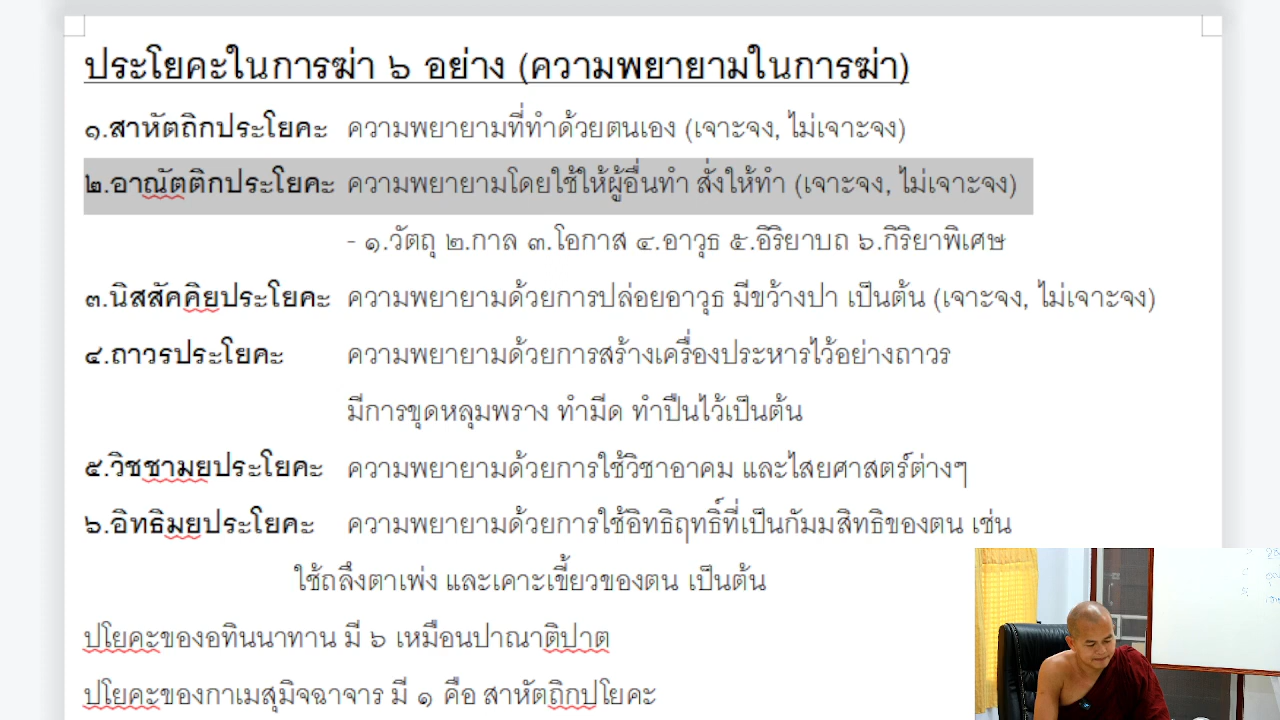 ประโยคะในการฆ่า ๖ อย่าง (ความพยายามในการฆ่า)
๑.สาหัตถิกประโยคะ ความพยายามที่ทำด้วยตนเอง (เจาะจง, ไม่เจาะจง)
๒.อาณัตติกประโยคะ ความพยายามโดยใช้ให้ผู้อื่นทำ สั่งให้ทำ (เจาะจง, ไม่เจาะจง)
- ๑.วัตถุ ๒.กาล ๓.โอกาส ๔.อาวุธ ๕.อิริยาบถ ๖.กิริยาพิเศษ
๓.นิสสัคคิยประโยคะ ความพยายามด้วยการปล่อยอาวุธ มีขว้างปา เป็นต้น (เจาะจง, ไม่เจาะจง)
๔.ถาวรประโยคะ ความพยายามด้วยการสร้างเครื่องประหารไว้อย่างถาวร
มีการขุดหลุมพราง ทำมีด ทำปืนไว้เป็นต้น
๕.วิชชามยประโยคะ ความพยายามด้วยการใช้วิชาอาคม และไสยศาสตร์ต่างๆ
๖.อิทธิมยประโยคะ ความพยายามด้วยการใช้อิทธิฤทธิ์ที่เป็นกัมมสิทธิของตน เช่น
ใช้ถลึงตาเพ่ง และเคาะเขี้ยวของตน เป็นต้น
ปโยคะของอทินนาทาน มี ๖ เหมือนปาณาติปาต
ปโยคะของกาเมสุมิจฉาจาร มี ๑ คือ สาหัตถิกปโยคะ